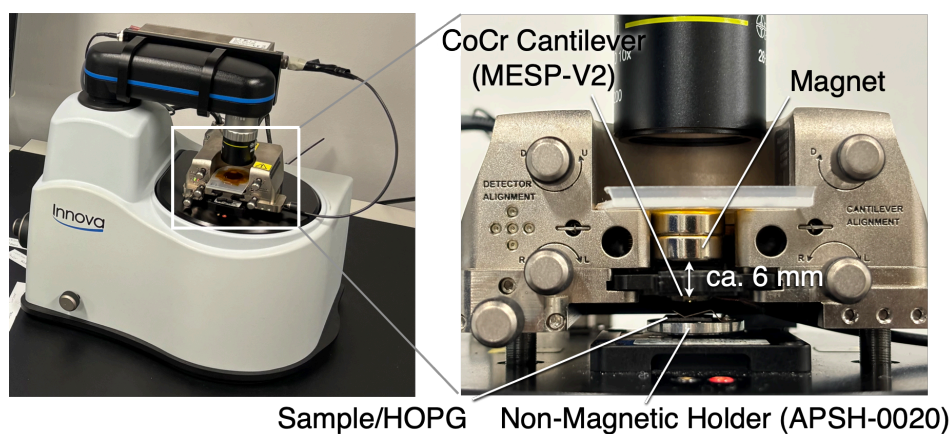 Innova
CoCr Cantilever
(MESP-V2)
Magnet
10x
D
U
D
DETECTOR
ALIGNMENT
CANTILEVER
ALIGNMENT
R
L
R
L
ca. 6 mm
Sample/HOPG
Non-Magnetic Holder (APSH-0020)